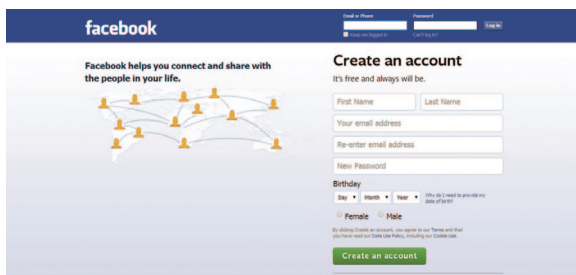 facebook
Email or Phone
Password
Keep me logged in
Can't log in?
Log In
Facebook helps you connect and share with
the people in your life.
Create an account
It's free and always will be.
First Name
Last Name
Your email address
Re-enter email address
New Password
Birthday
Day
Month
Year
Why do I need to provide my
date of birth?
Female
Male
By clicking Create an account, you agree to our Terms and that
you have read our Data Use Policy, including our Cookie Use.
Create an account